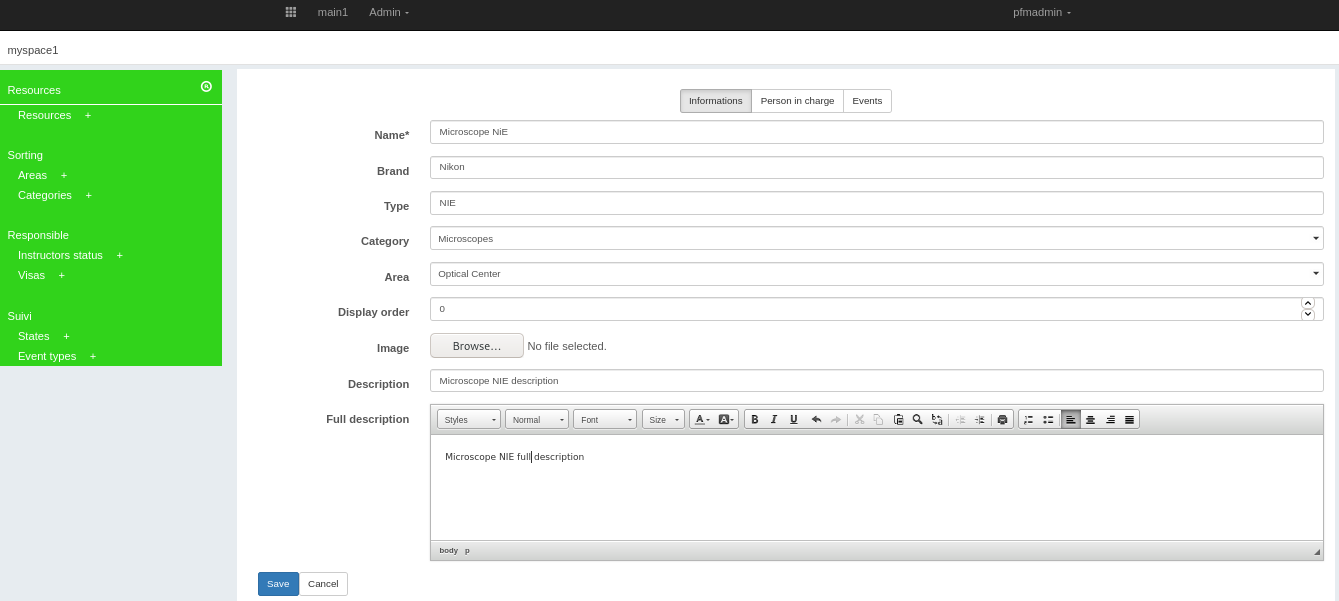 main1 Admin pfmadmin
myspace1
Resources
Resources +
Sorting
Areas +
Categories +
Responsible
Instructors status +
Visas +
Suivi
States +
Event types +
Informations Person in charge Events
Name* Microscope NiE
Brand Nikon
Type NIE
Category Microscopes
Area Optical Center
Display order 0
Image Browse... No file selected.
Description Microscope NIE description
Full description
Styles Normal Font Size A A B I U
Microscope NIE full description
body p
Save Cancel